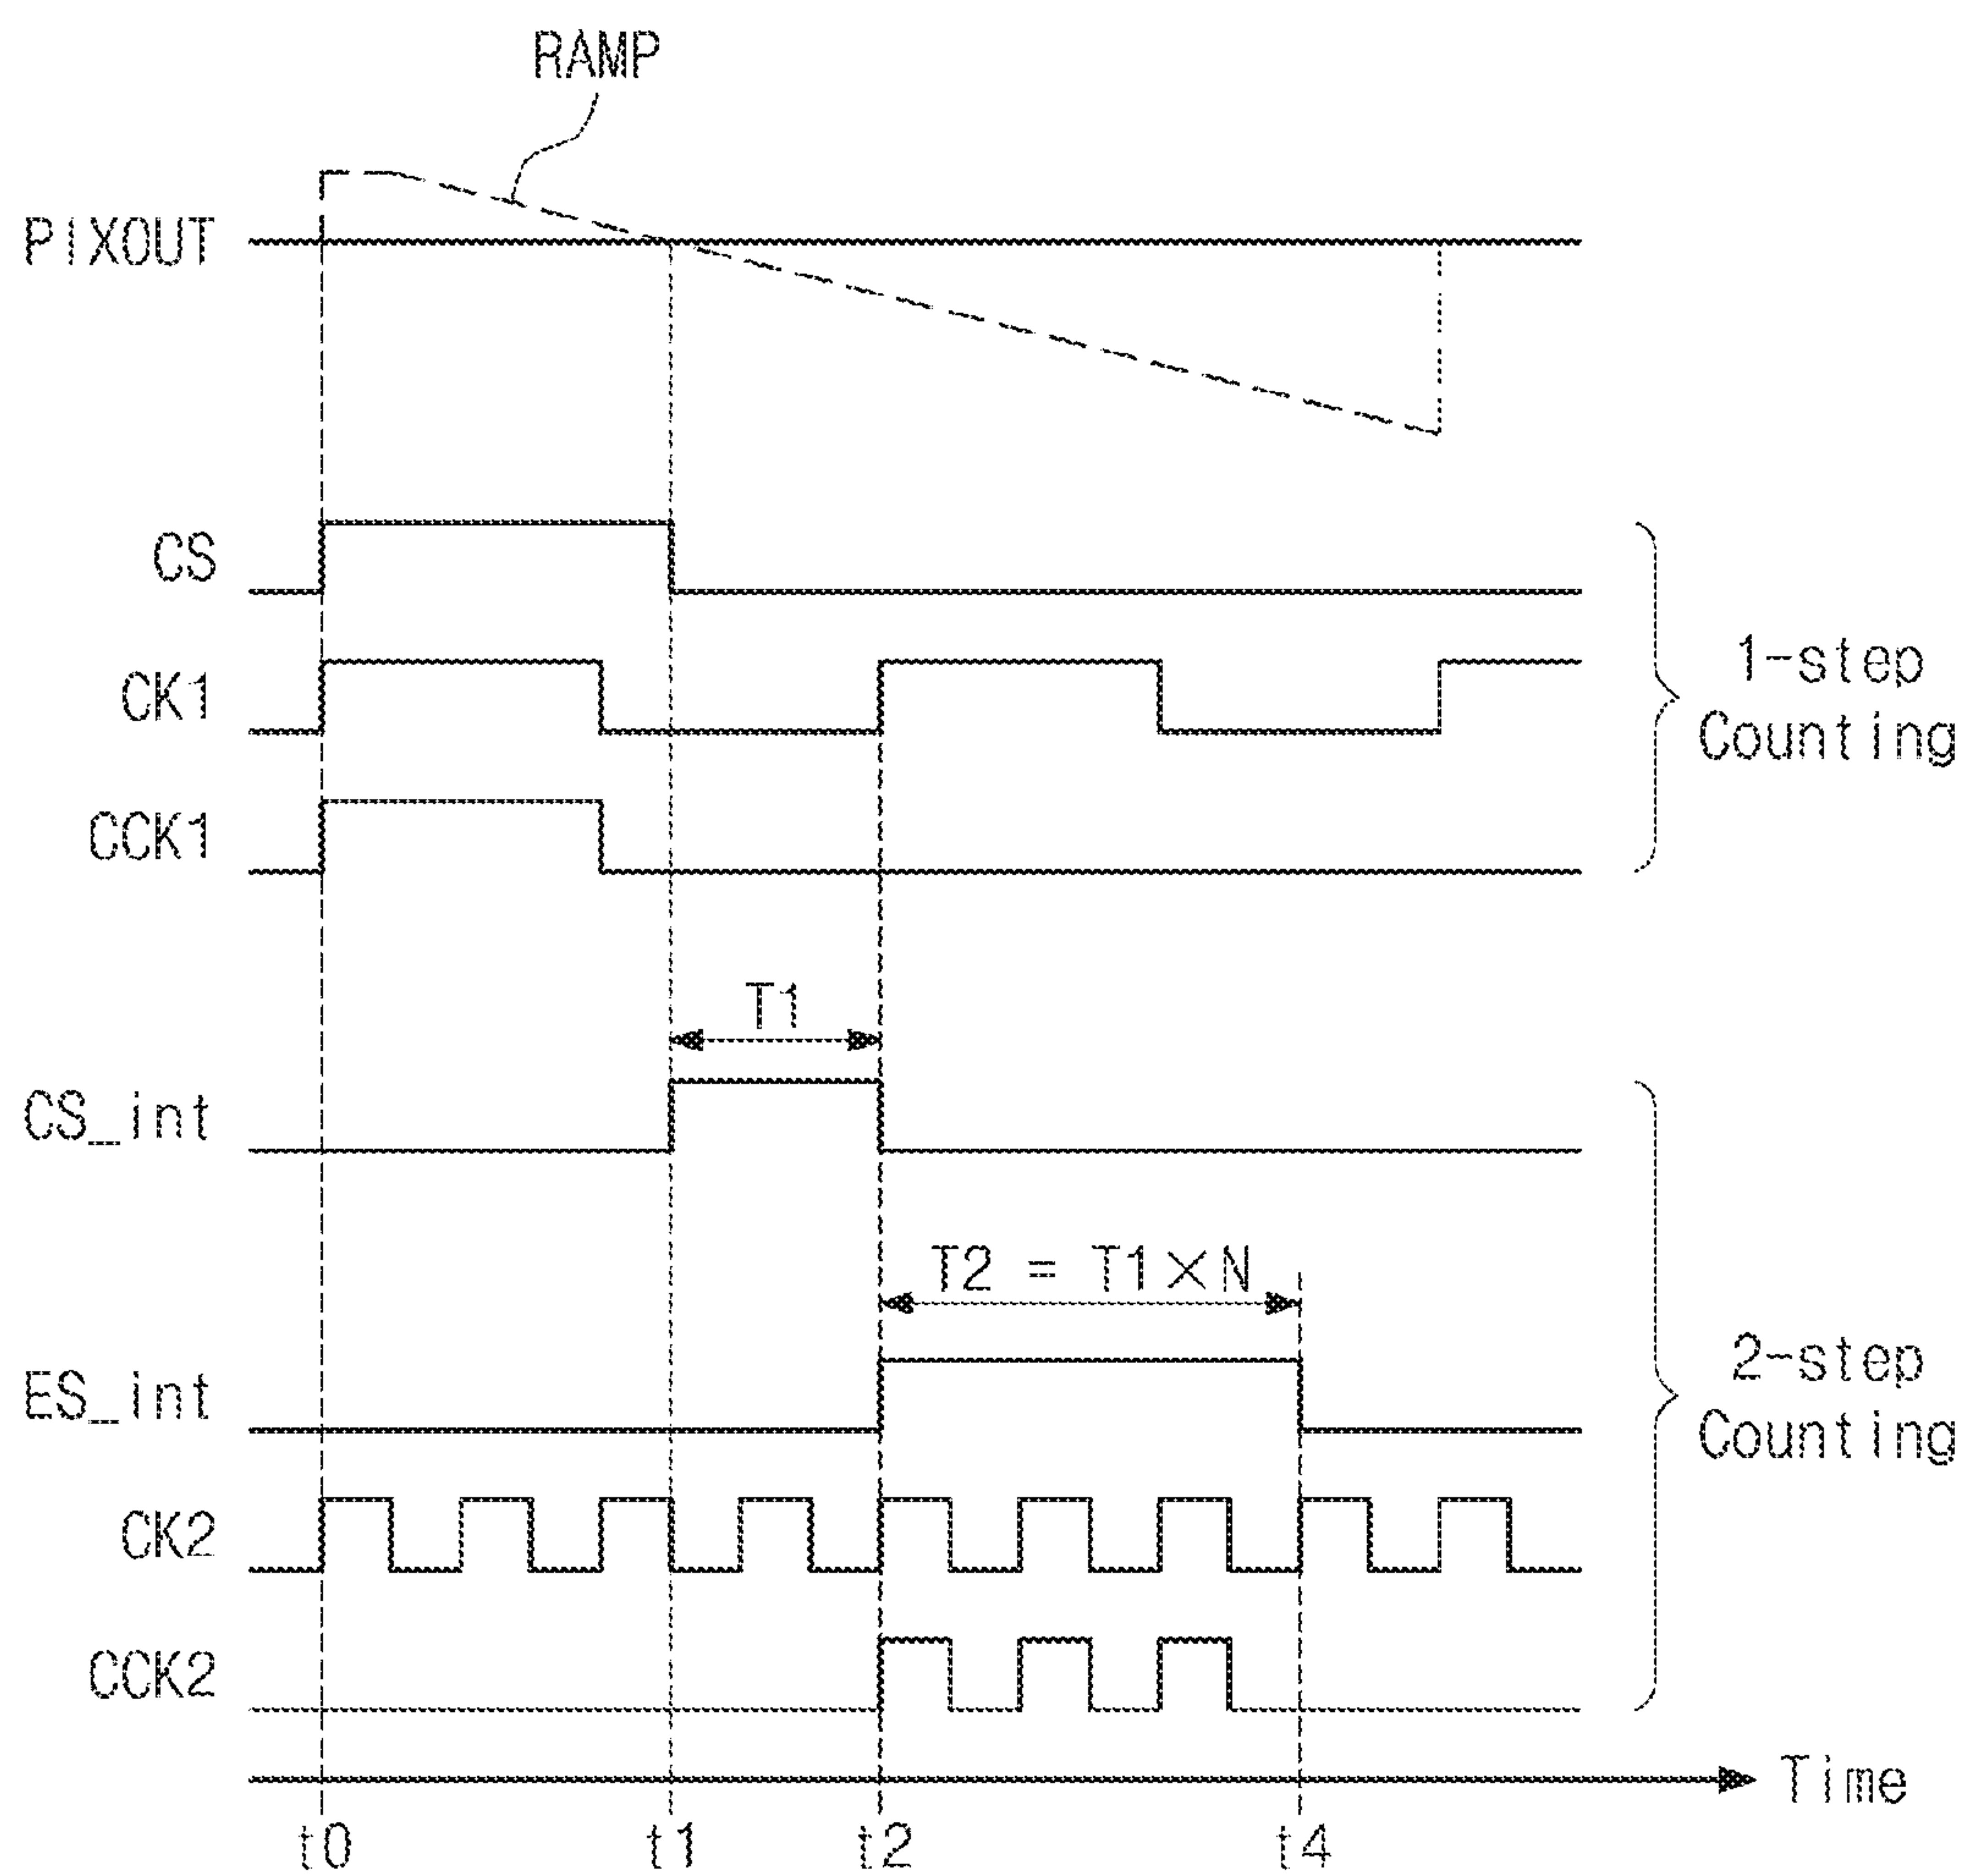 RAMP
PIXOUT
CS
CK1
CCK1
1-step
Counting
T1
CS_int
T2 = T1×N
ES_int
CK2
CCK2
2-step
Counting
Time
t0
t1
t2
t4